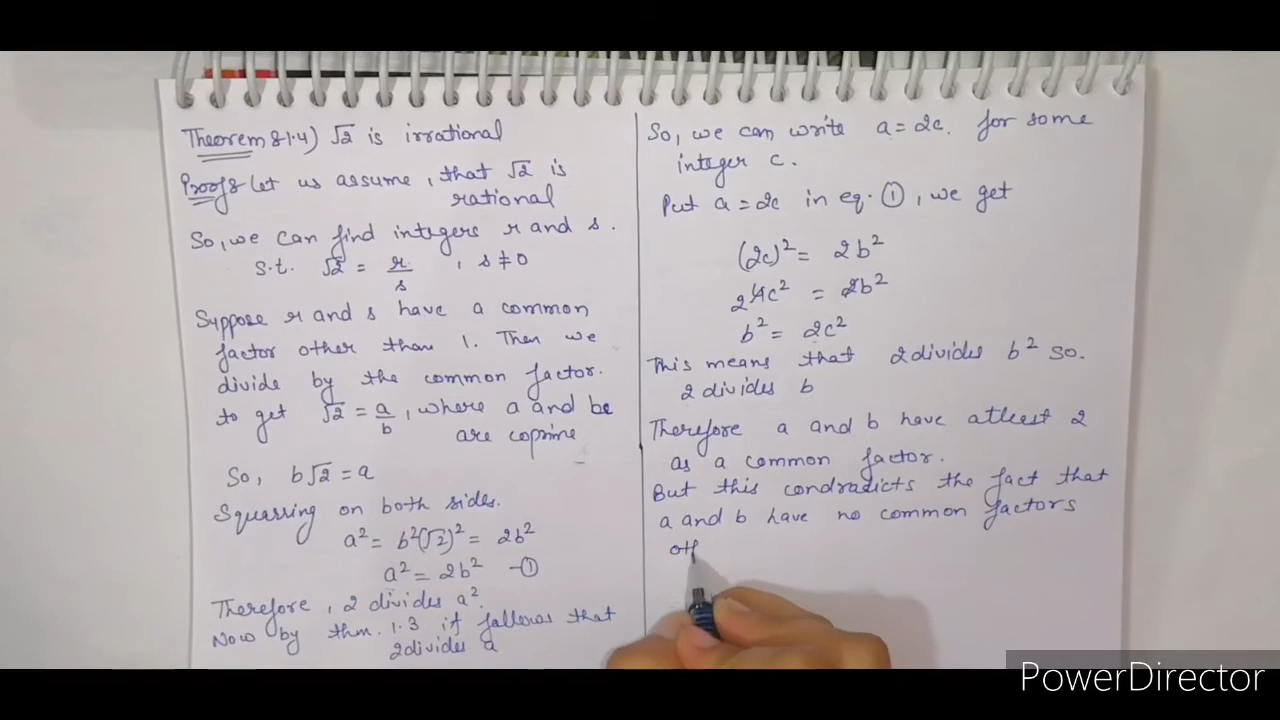 Theorem 1.4) √2 is irrational
Proof: Let us assume, that √2 is
rational
So, we can find integers r and s.
s.t. √2 = r/s , s ≠ 0
Suppose r and s have a common
factor other than 1. Then we
divide by the common factor.
to get √2 = a/b, where a and be
are coprime
So, b√2 = a
Squarring on both sides.
a² = b²(√2)² = 2b²
a² = 2b² -①
Therefore, 2 divides a².
Now by thm. 1.3 it follows that
2 divides a
So, we can write a = 2c. for some
integer c.
Put a = 2c in eq. ①, we get
(2c)² = 2b²
2 4c² = 2b²
b² = 2c²
This means that 2 divides b² so.
2 divides b
Therefore a and b have atleest 2
as a common factor.
But this condradicts the fact that
a and b have no common factors
oth
PowerDirector